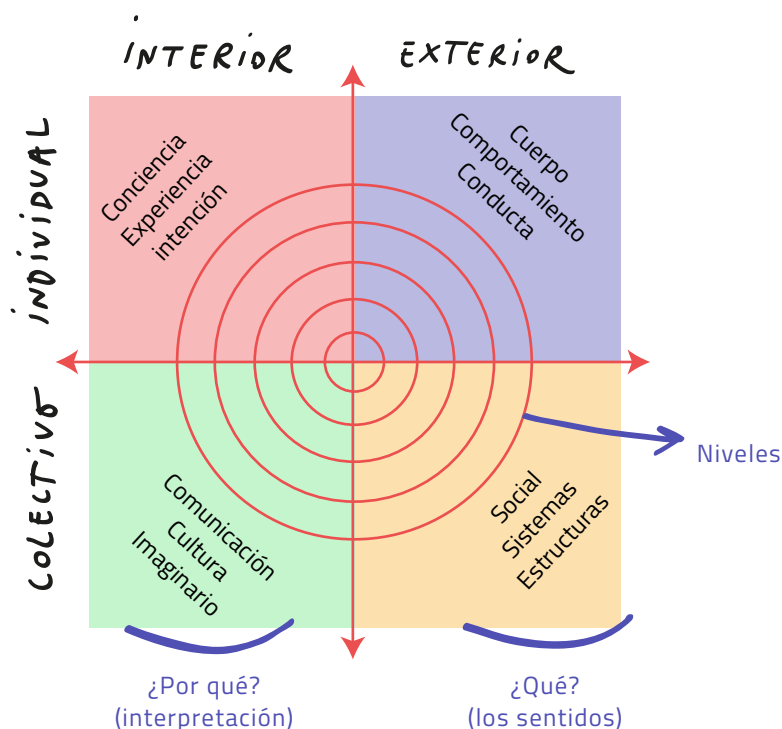 INTERIOR
EXTERIOR
INDIVIDUAL
Conciencia
Experiencia
intención
Cuerpo
Comportamiento
Conducta
COLECTIVO
Comunicación
Cultura
Imaginario
Social
Sistemas
Estructuras
Niveles
¿Por qué?
(interpretación)
¿Qué?
(los sentidos)